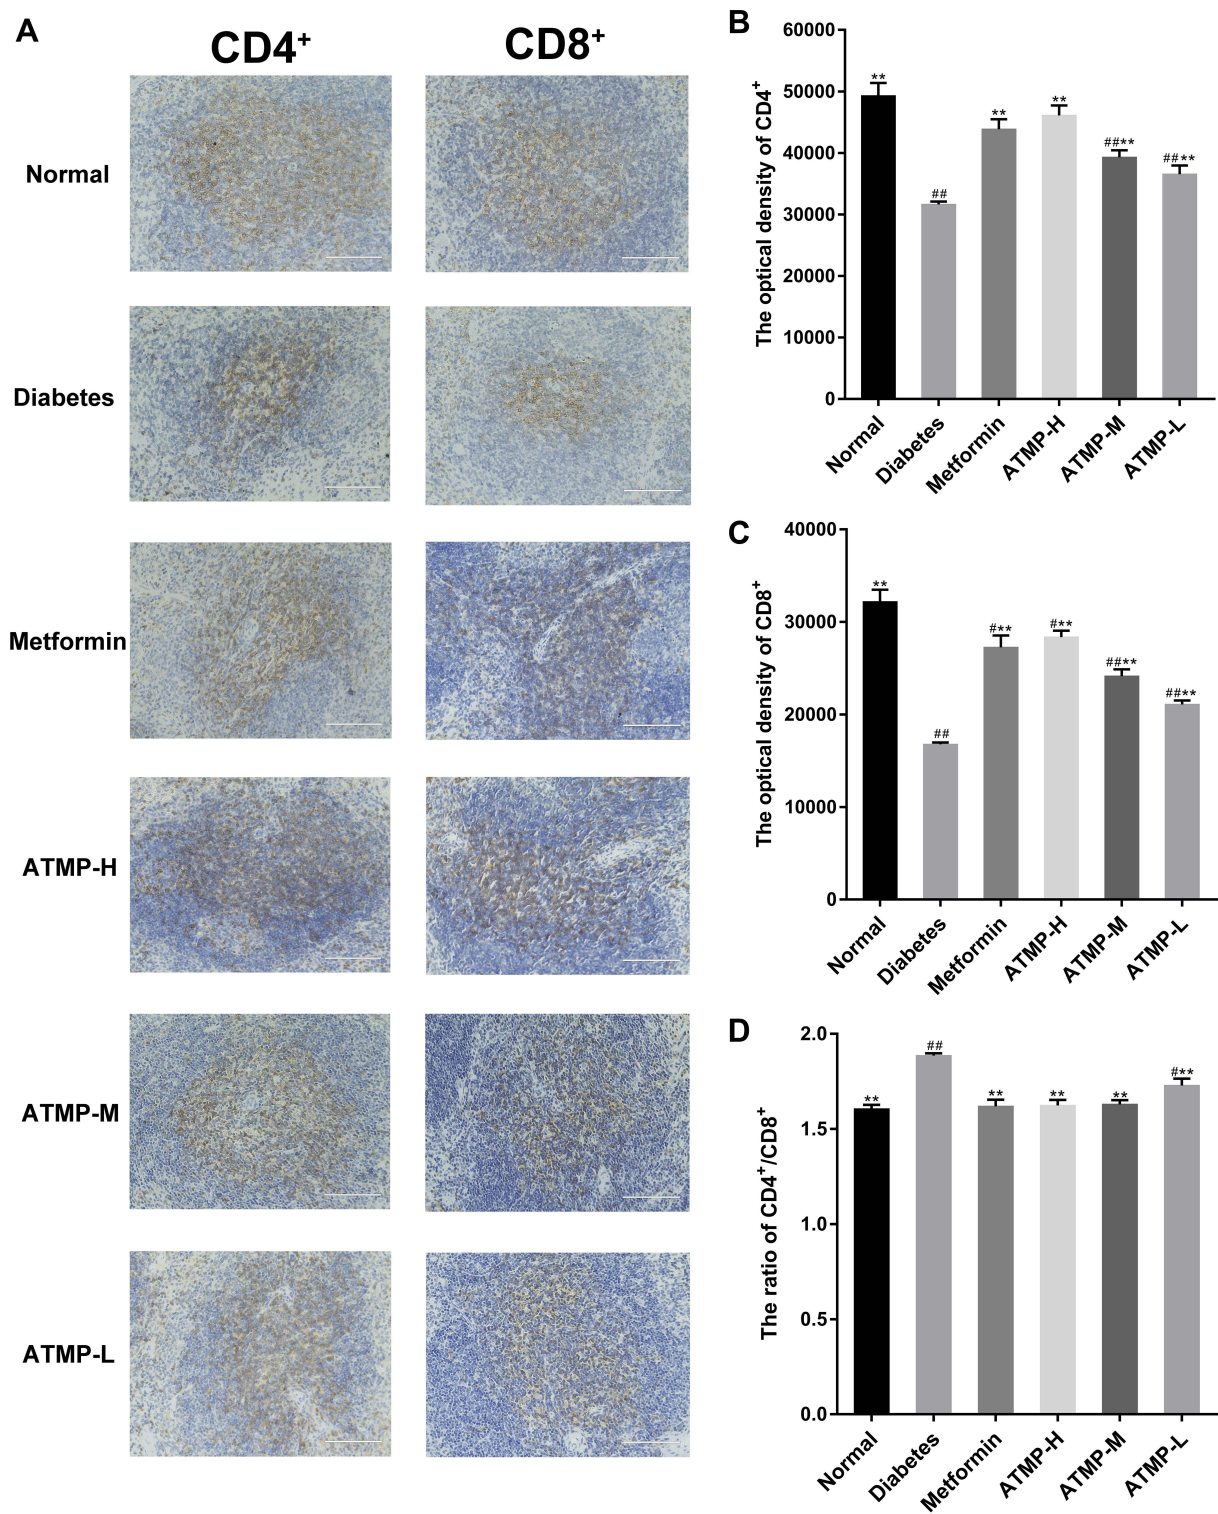 A
CD4+
CD8+
Normal
Diabetes
Metformin
ATMP-H
ATMP-M
ATMP-L
B
The optical density of CD4+
60000
50000
40000
30000
20000
10000
0
**
##
**
**
##**
##**
Normal
Diabetes
Metformin
ATMP-H
ATMP-M
ATMP-L
C
The optical density of CD8+
40000
30000
20000
10000
0
**
##
#**
#**
##**
##**
Normal
Diabetes
Metformin
ATMP-H
ATMP-M
ATMP-L
D
The ratio of CD4+/CD8+
2.0
1.5
1.0
0.5
0.0
**
##
**
**
**
#**
Normal
Diabetes
Metformin
ATMP-H
ATMP-M
ATMP-L